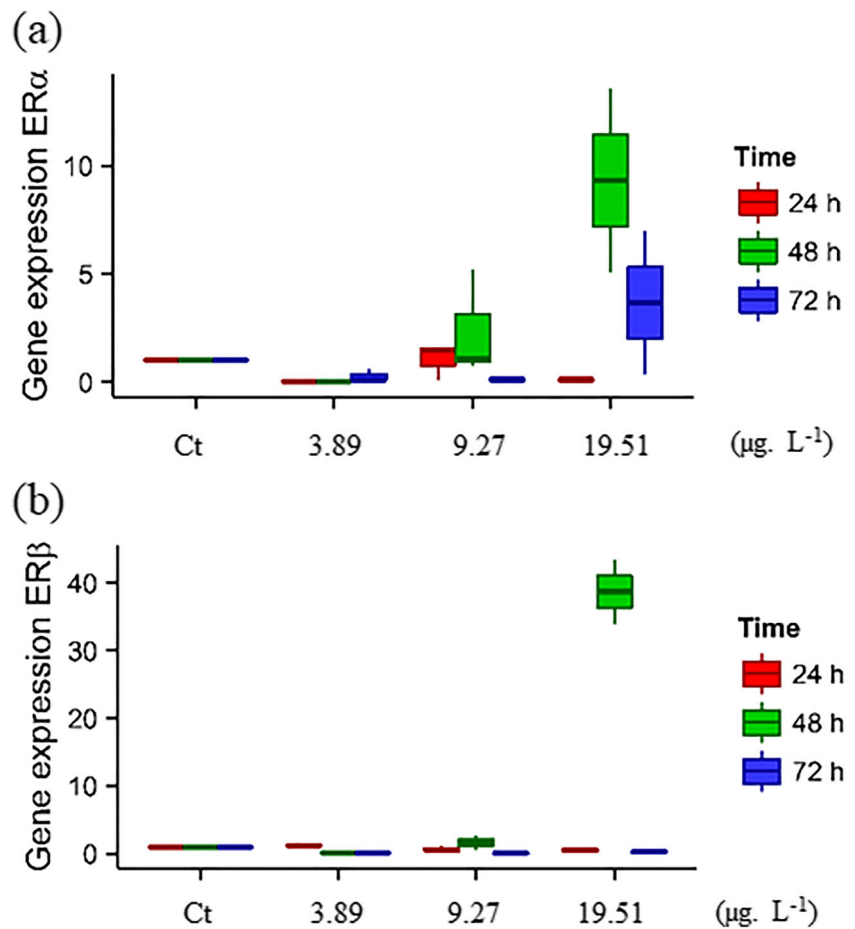 (a)
Gene expression ERα
10
5
0
Ct 3.89 9.27 19.51 (µg. L-1)
Time
24 h
48 h
72 h
(b)
Gene expression ERβ
40
30
20
10
0
Ct 3.89 9.27 19.51 (µg. L-1)
Time
24 h
48 h
72 h